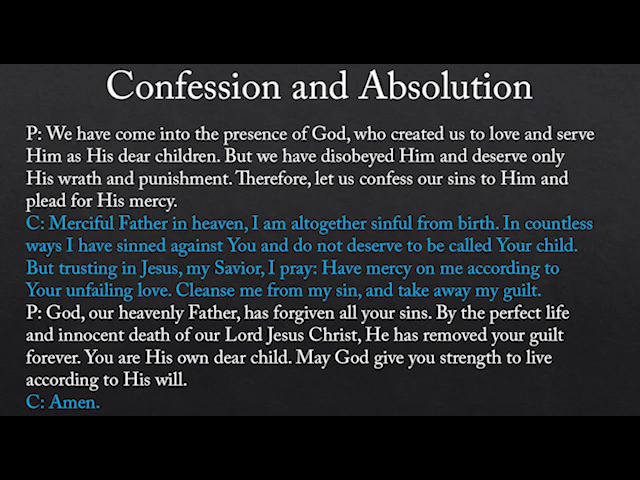 Confession and Absolution
P: We have come into the presence of God, who created us to love and serve
Him as His dear children. But we have disobeyed Him and deserve only
His wrath and punishment. Therefore, let us confess our sins to Him and
plead for His mercy.
C: Merciful Father in heaven, I am altogether sinful from birth. In countless
ways I have sinned against You and do not deserve to be called Your child.
But trusting in Jesus, my Savior, I pray: Have mercy on me according to
Your unfailing love. Cleanse me from my sin, and take away my guilt.
P: God, our heavenly Father, has forgiven all your sins. By the perfect life
and innocent death of our Lord Jesus Christ, He has removed your guilt
forever. You are His own dear child. May God give you strength to live
according to His will.
C: Amen.